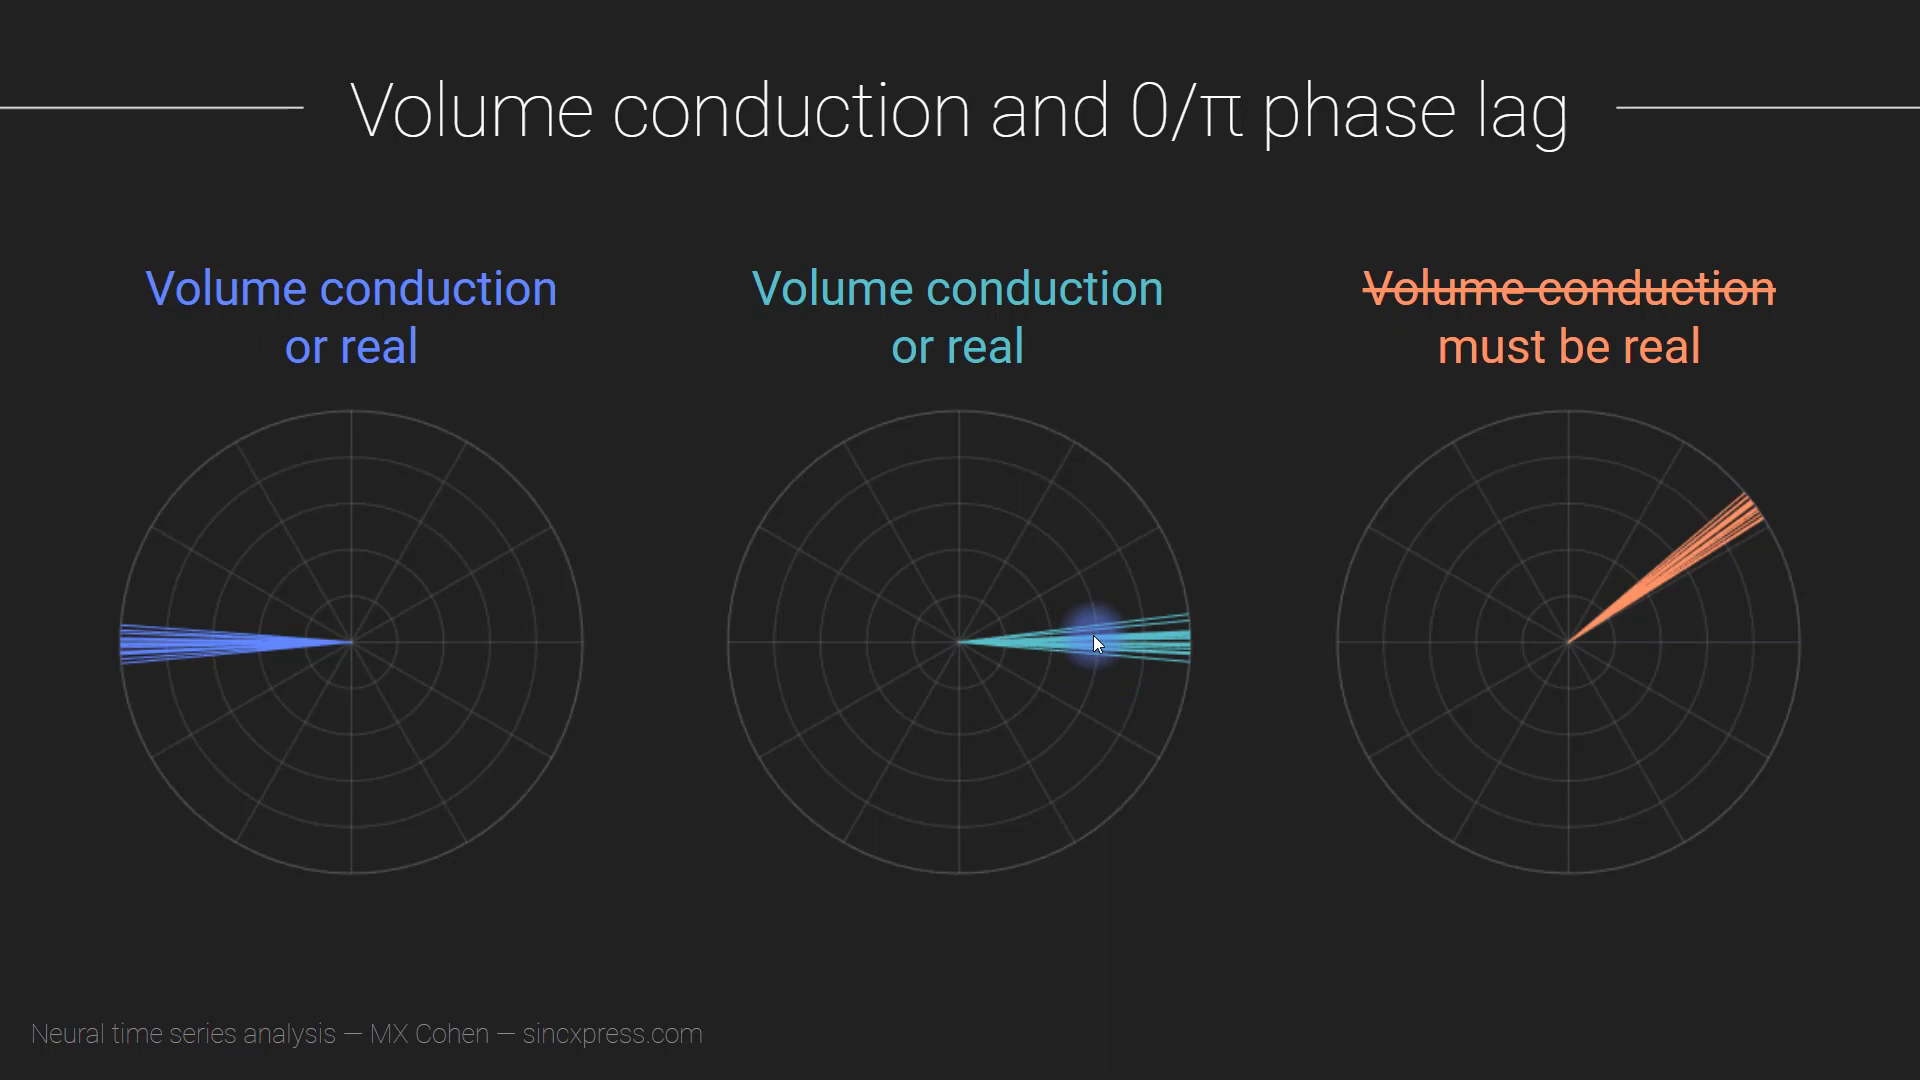 Volume conduction and 0/π phase lag
Volume conduction
or real
Volume conduction
or real
Volume conduction
must be real
Neural time series analysis — MX Cohen — sincxpress.com